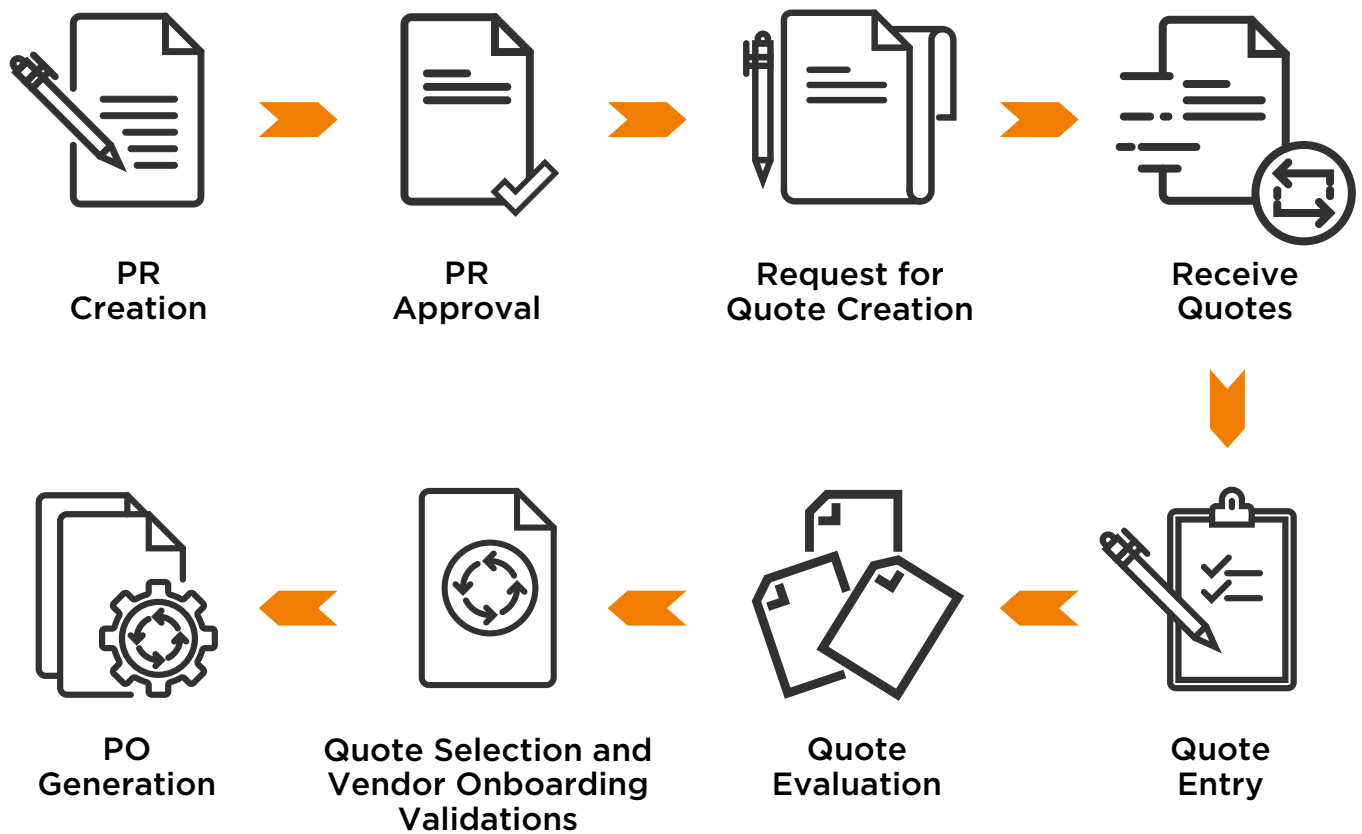 PR
Creation
PR
Approval
Request for
Quote Creation
Receive
Quotes
PO
Generation
Quote Selection and
Vendor Onboarding
Validations
Quote
Evaluation
Quote
Entry